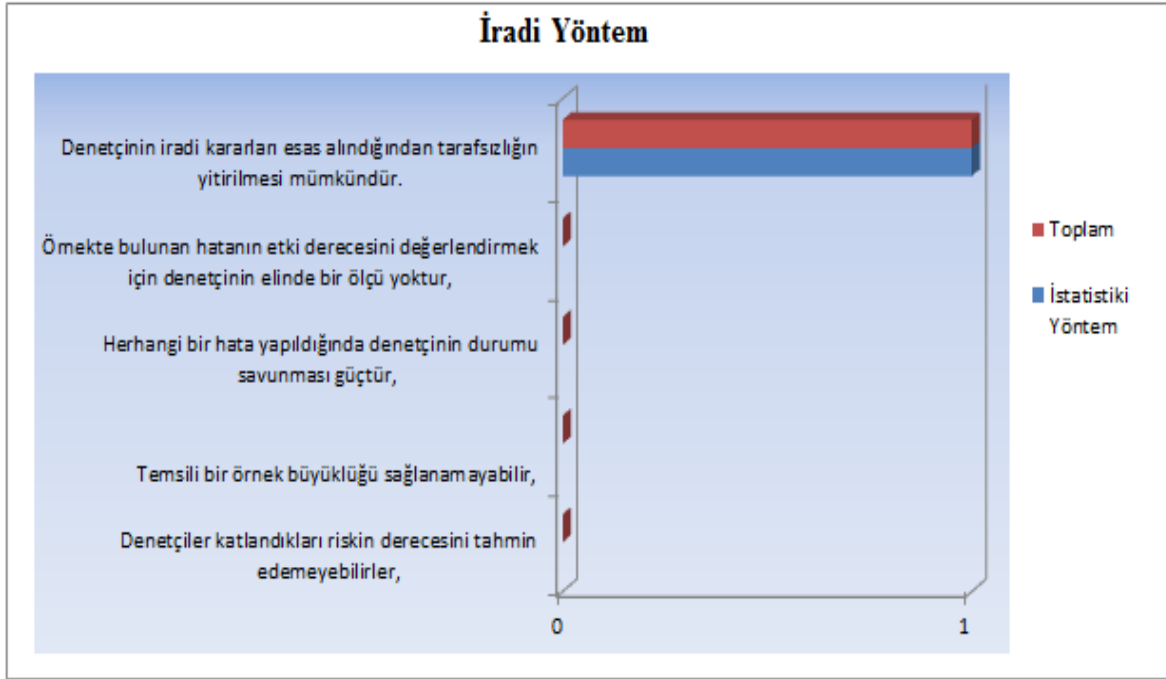 İradi Yöntem
Denetçinin iradi kararları esas alındığından tarafsızlığın
yitirilmesi mümkündür.
Örnekte bulunan hatanın etki derecesini değerlendirmek
için denetçinin elinde bir ölçü yoktur,
Herhangi bir hata yapıldığında denetçinin durumu
savunması güçtür,
Temsili bir örnek büyüklüğü sağlanamayabilir,
Denetçiler katlandıkları riskin derecesini tahmin
edemeyebilirler,
0
1
Toplam
İstatistiki
Yöntem